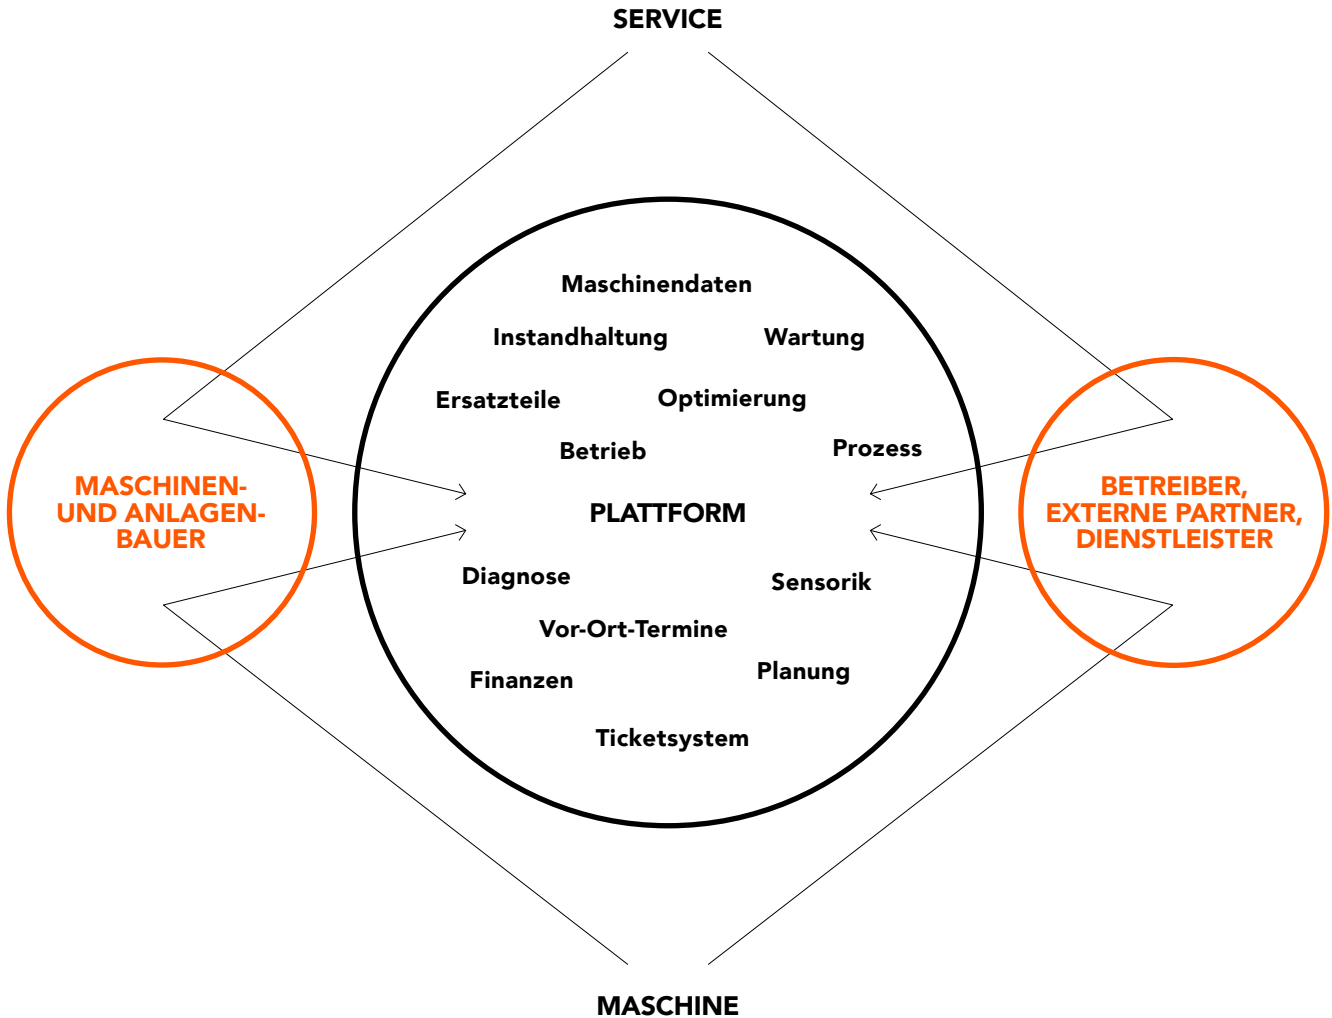 SERVICE
Maschinendaten
Instandhaltung
Wartung
Ersatzteile
Optimierung
Betrieb
Prozess
MASCHINEN-
UND ANLAGEN-
BAUER
PLATTFORM
BETREIBER,
EXTERNE PARTNER,
DIENSTLEISTER
Diagnose
Sensorik
Vor-Ort-Termine
Finanzen
Planung
Ticketsystem
MASCHINE